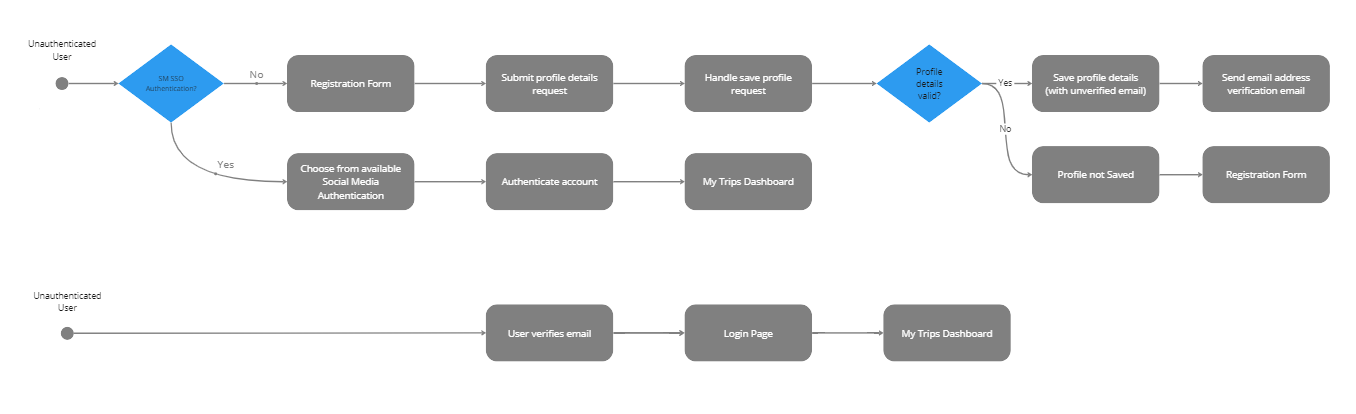 Unauthenticated
User
SM SSO
Authentication?
No
Registration Form
Submit profile details
request
Handle save profile
request
Profile
details
valid?
Yes
Save profile details
(with unverified email)
Send email address
verification email
No
Yes
Choose from available
Social Media
Authentication
Authenticate account
My Trips Dashboard
Profile not Saved
Registration Form
Unauthenticated
User
User verifies email
Login Page
My Trips Dashboard